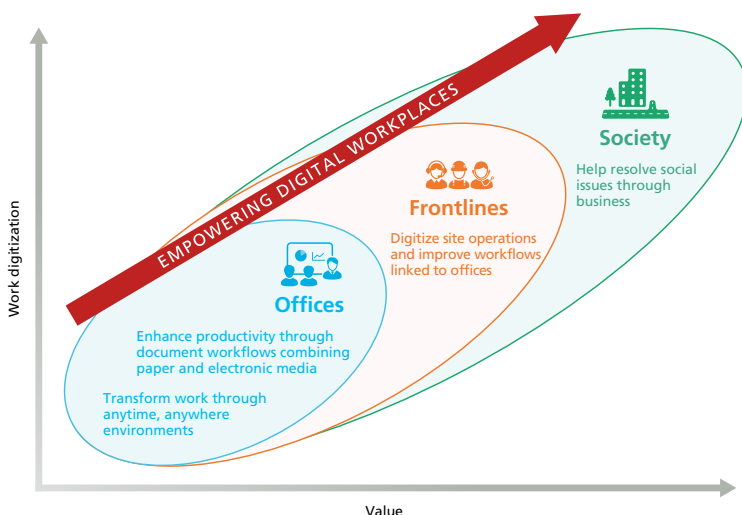 Work digitization
EMPOWERING DIGITAL WORKPLACES
Society
Help resolve social
issues through
business
Frontlines
Digitize site operations
and improve workflows
linked to offices
Offices
Enhance productivity through
document workflows combining
paper and electronic media
Transform work through
anytime, anywhere
environments
Value